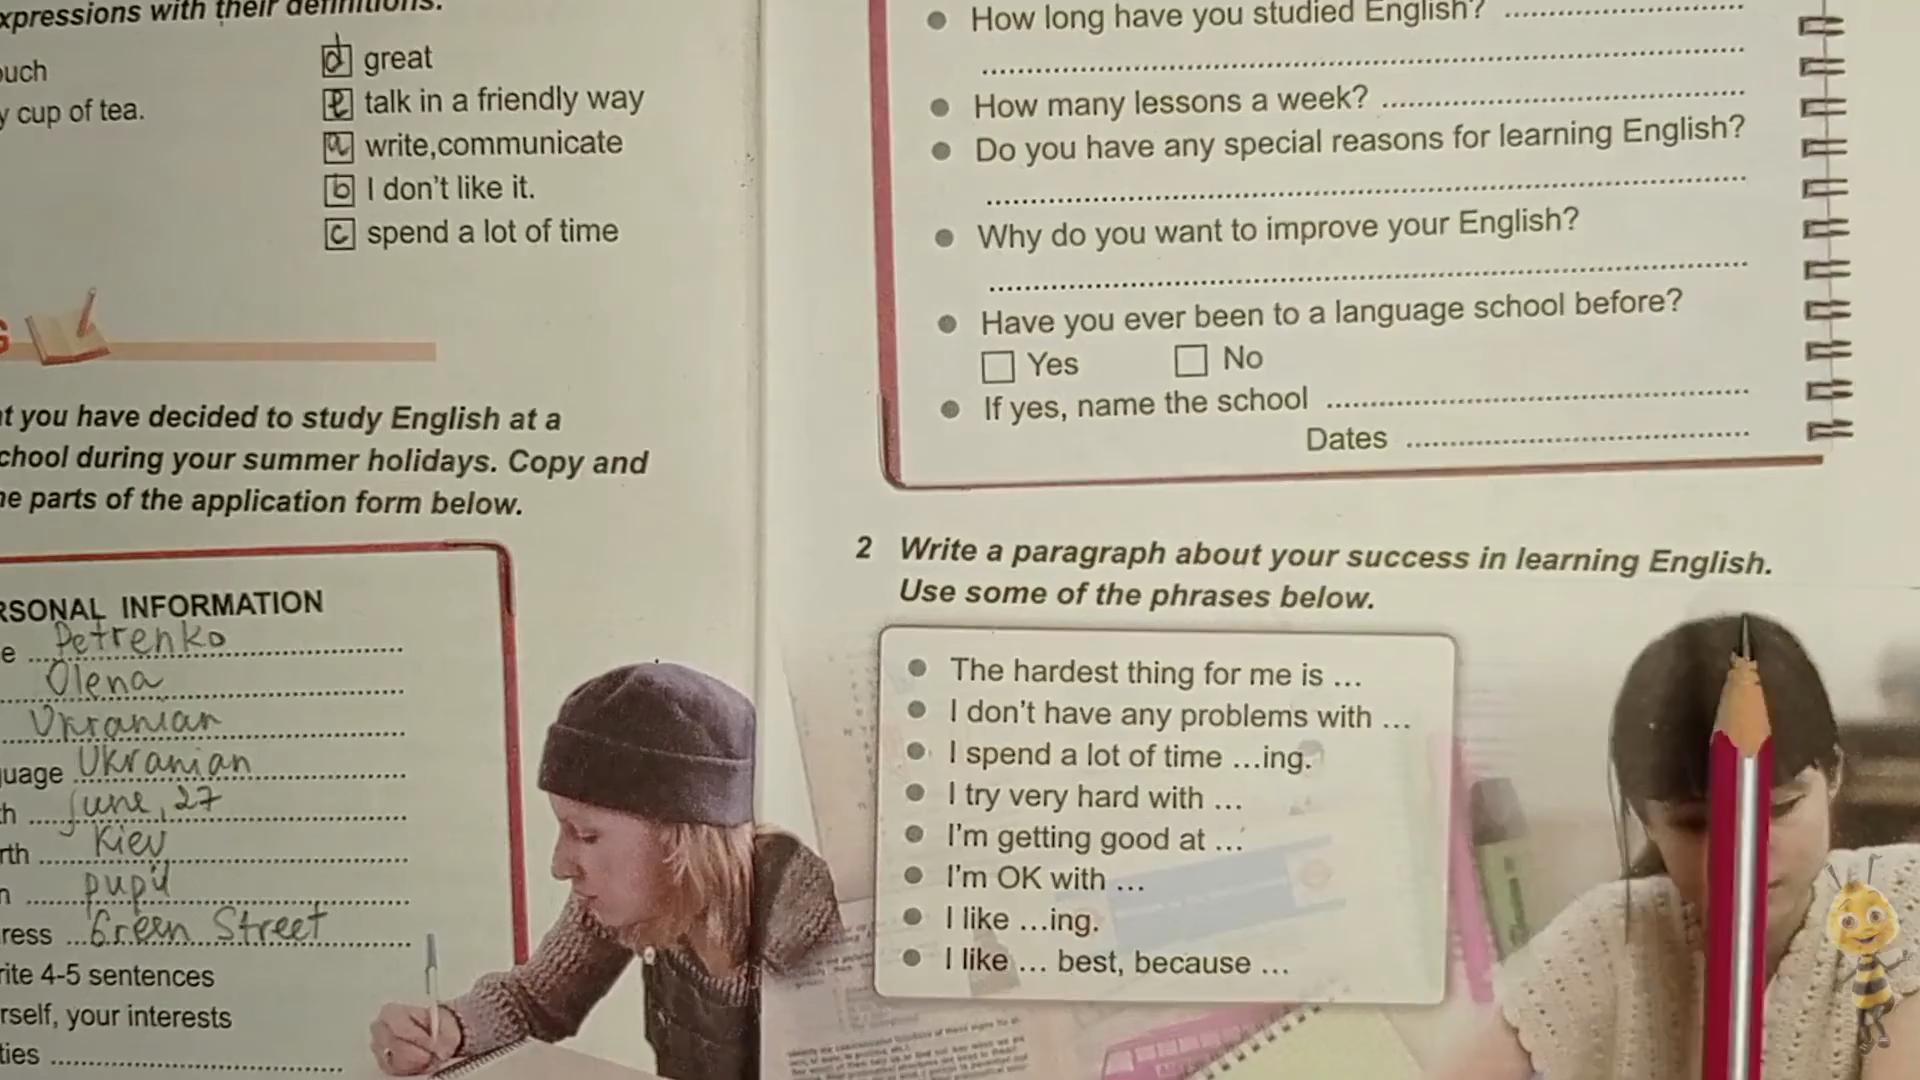 expressions with their definitions.
ouch
y cup of tea.
d great
e talk in a friendly way
a write,communicate
b I don't like it.
c spend a lot of time
t you have decided to study English at a
chool during your summer holidays. Copy and
e parts of the application form below.
RSONAL INFORMATION
e Petrenko
Olena
Ukranian
uage Ukranian
h June, 27
rth Kiev
n pupil
ress Green Street
rite 4-5 sentences
rself, your interests
ties
How long have you studied English?
How many lessons a week?
Do you have any special reasons for learning English?
Why do you want to improve your English?
Have you ever been to a language school before?
Yes No
If yes, name the school
Dates
2 Write a paragraph about your success in learning English.
Use some of the phrases below.
The hardest thing for me is ...
I don't have any problems with ...
I spend a lot of time ...ing.
I try very hard with ...
I'm getting good at ...
I'm OK with ...
I like ...ing.
I like ... best, because ...